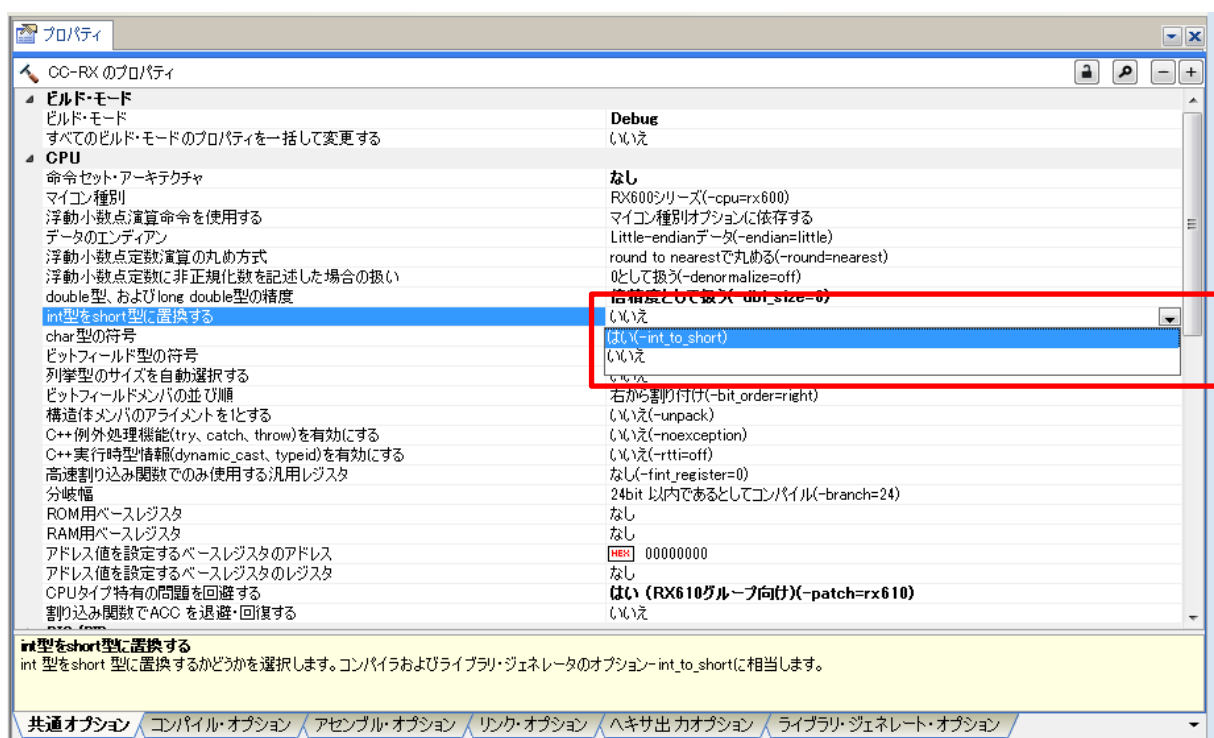 プロパティ
CC-RX のプロパティ
ビルド・モード
ビルド・モード Debug
すべてのビルド・モードのプロパティを一括して変更する いいえ
CPU
命令セット・アーキテクチャ なし
マイコン種別 RX600シリーズ(-cpu=rx600)
浮動小数点演算命令を使用する マイコン種別オプションに依存する
データのエンディアン Little-endianデータ(-endian=little)
浮動小数点定数演算の丸め方式 round to nearestで丸める(-round=nearest)
浮動小数点定数に非正規化数を記述した場合の扱い 0として扱う(-denormalize=off)
double型、およびlong double型の精度 倍精度として扱う(-dbl_size=8)
int型をshort型に置換する いいえ
char型の符号 はい(-int_to_short)
ビットフィールド型の符号 いいえ
列挙型のサイズを自動選択する いいえ
ビットフィールドメンバの並び順 右から割り付け(-bit_order=right)
構造体メンバのアライメントを1とする いいえ(-unpack)
C++例外処理機能(try、catch、throw)を有効にする いいえ(-noexception)
C++実行時型情報(dynamic_cast、typeid)を有効にする いいえ(-rtti=off)
高速割り込み関数でのみ使用する汎用レジスタ なし(-fint_register=0)
分岐幅 24bit 以内であるとしてコンパイル(-branch=24)
ROM用ベースレジスタ なし
RAM用ベースレジスタ なし
アドレス値を設定するベースレジスタのアドレス HEX 00000000
アドレス値を設定するベースレジスタのレジスタ なし
CPUタイプ特有の問題を回避する はい (RX610グループ向け)(-patch=rx610)
割り込み関数でACC を退避・回復する いいえ
int型をshort型に置換する
int 型をshort 型に置換するかどうかを選択します。コンパイラおよびライブラリ・ジェネレータのオプション-int_to_shortに相当します。
共通オプション コンパイル・オプション アセンブル・オプション リンク・オプション ヘキサ出力オプション ライブラリ・ジェネレート・オプション